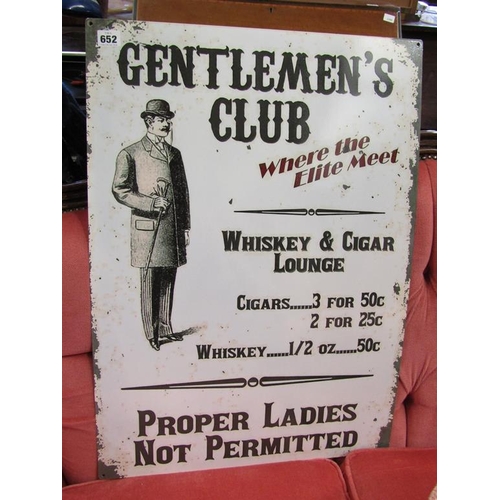 652
GENTLEMEN'S
CLUB
Where the
Elite Meet
WHISKEY & CIGAR
LOUNGE
CIGARS......3 FOR 50C
2 FOR 25C
WHISKEY......1/2 OZ......50C
PROPER LADIES
NOT PERMITTED